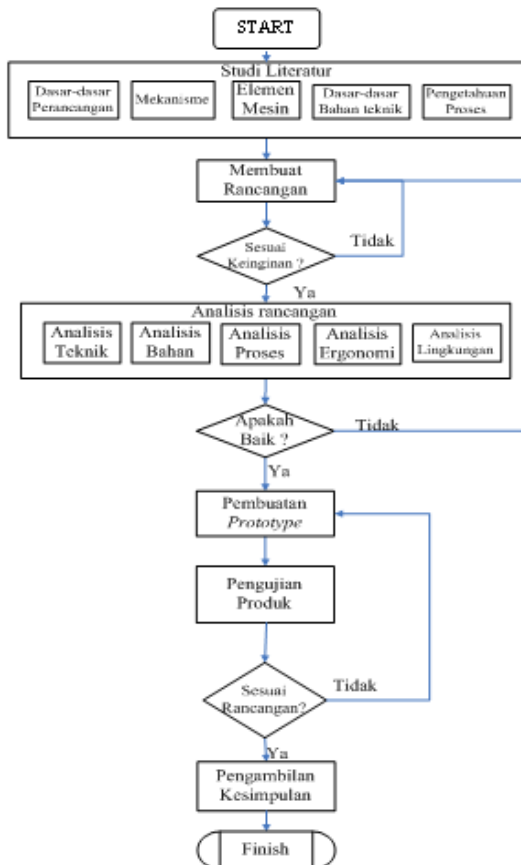 START
Studi Literatur
Dasar-dasar
Perancangan
Mekanisme
Elemen
Mesin
Dasar-dasar
Bahan teknik
Pengetahuan
Proses
Membuat
Rancangan
Sesuai
Keinginan ?
Tidak
Ya
Analisis rancangan
Analisis
Teknik
Analisis
Bahan
Analisis
Proses
Analisis
Ergonomi
Analisis
Lingkungan
Apakah
Baik ?
Tidak
Ya
Pembuatan
Prototype
Pengujian
Produk
Sesuai
Rancangan?
Tidak
Ya
Pengambilan
Kesimpulan
Finish